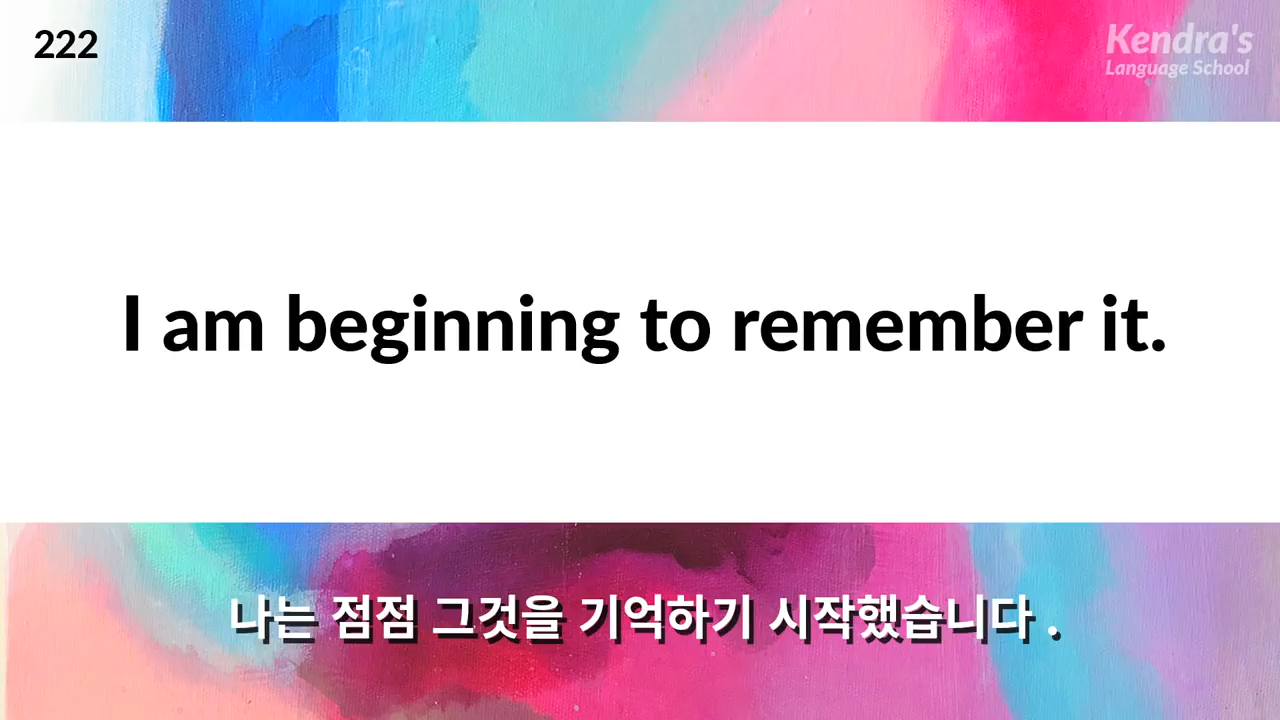 222
Kendra's
Language School
I am beginning to remember it.
나는 점점 그것을 기억하기 시작했습니다 .